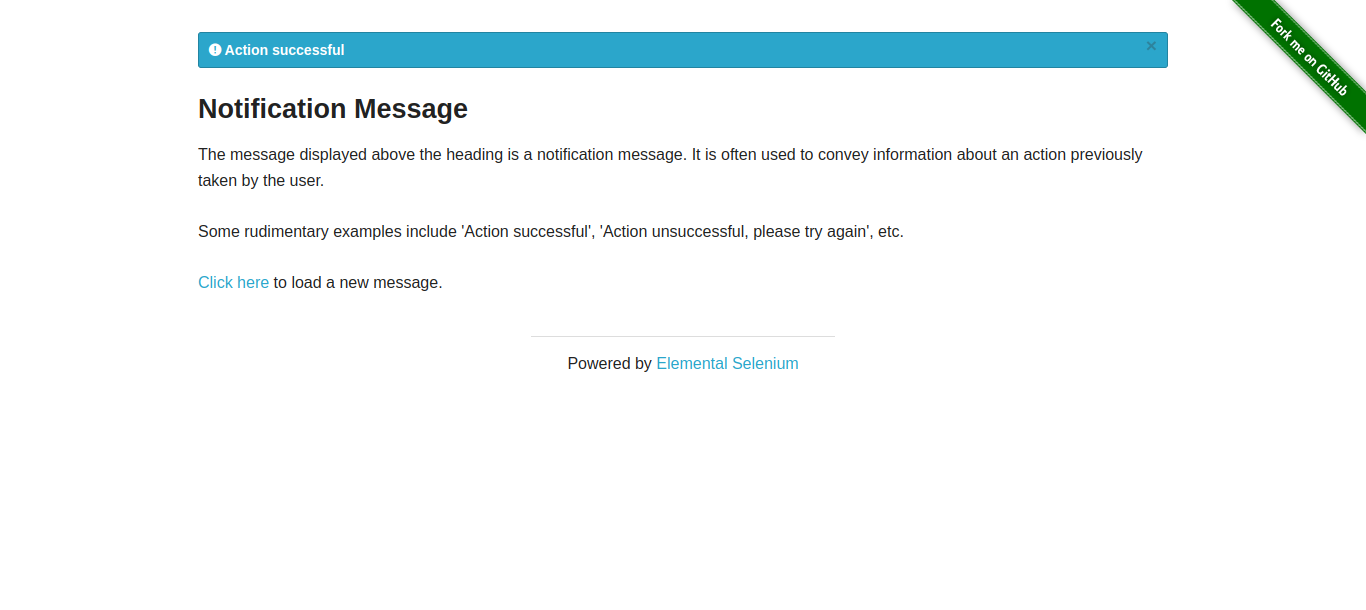 Action successful ×
Fork me on GitHub
Notification Message
The message displayed above the heading is a notification message. It is often used to convey information about an action previously
taken by the user.
Some rudimentary examples include 'Action successful', 'Action unsuccessful, please try again', etc.
Click here to load a new message.
Powered by Elemental Selenium